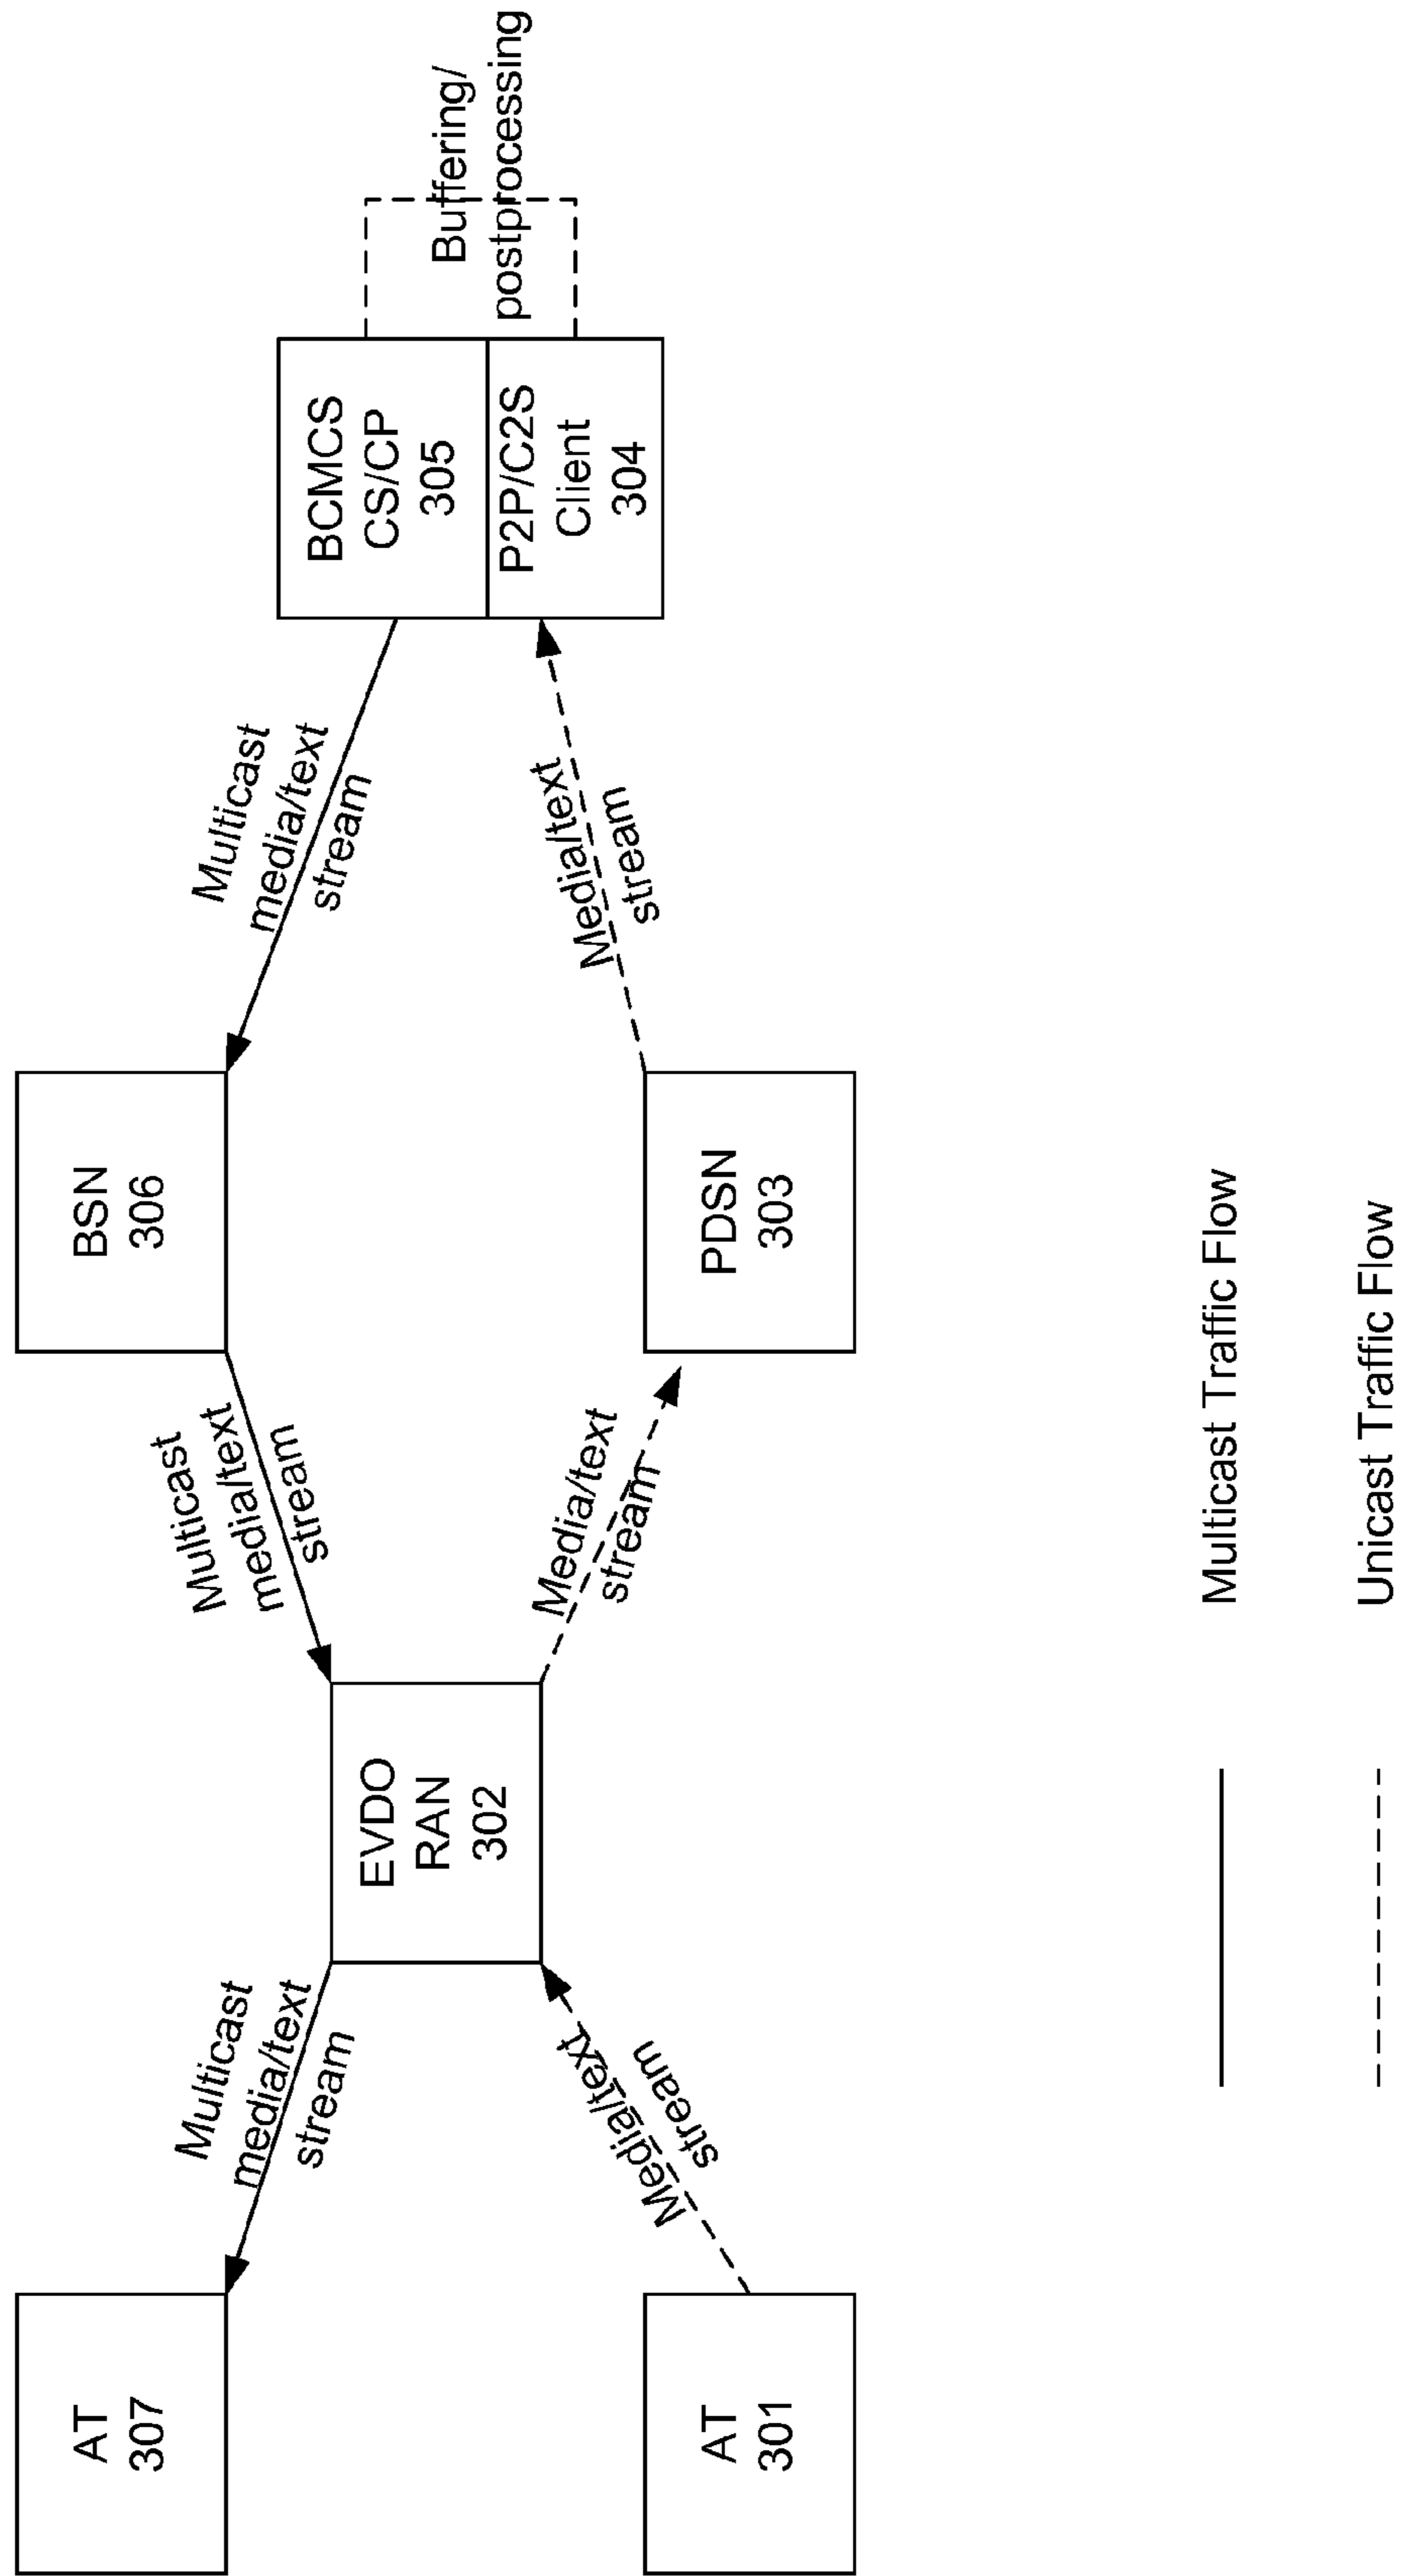 AT
307
Multicast
media/text
stream
EVDO
RAN
302
Multicast
media/text
stream
BSN
306
Multicast
media/text
stream
BCMCS
CS/CP
305
P2P/C2S
Client
304
Buffering/
postprocessing
AT
301
Media/text
stream
Media/text
stream
PDSN
303
Media/text
stream
Multicast Traffic Flow
Unicast Traffic Flow